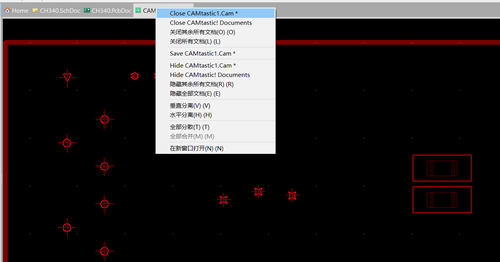 Home CH340.SchDoc CH340.PcbDoc CAM
Close CAMtastic1.Cam *
Close CAMtastic! Documents
关闭其余所有文档(O) (O)
关闭所有文档(L) (L)
Save CAMtastic1.Cam *
Hide CAMtastic1.Cam *
Hide CAMtastic! Documents
隐藏其余所有文档(R) (R)
隐藏全部文档(E) (E)
垂直分离(V) (V)
水平分离(H) (H)
全部分散(T) (T)
全部合并(M) (M)
在新窗口打开(N) (N)